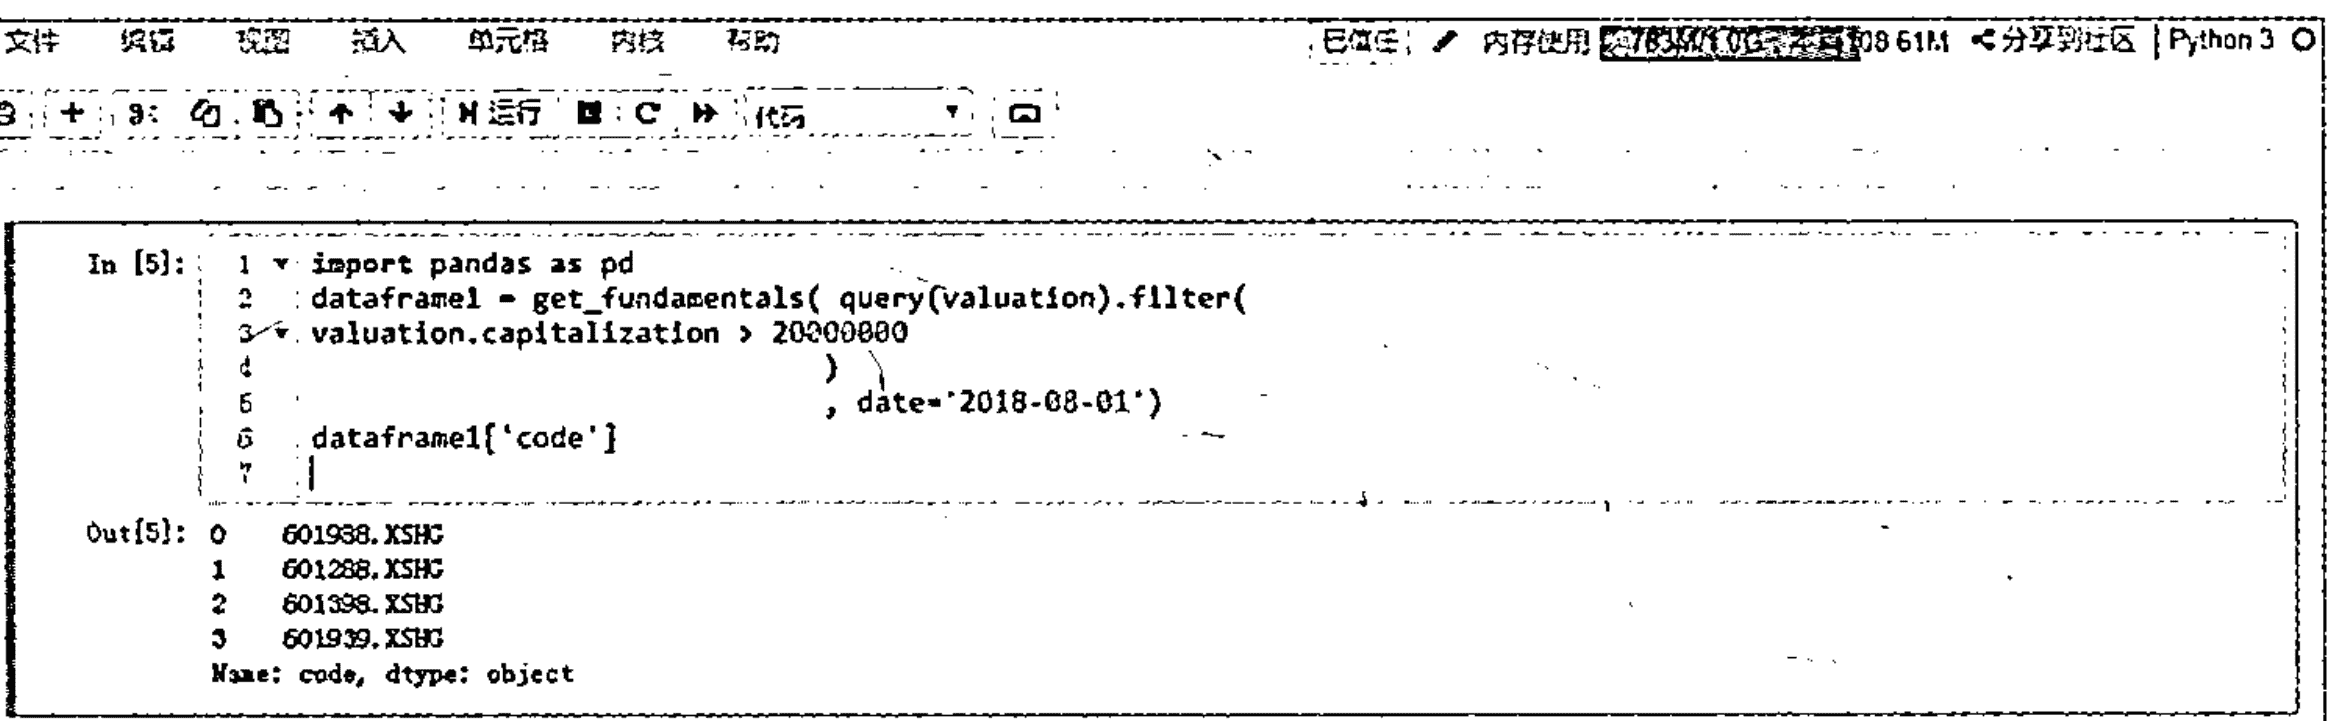 文件 编辑 视图 插入 单元格 内核 帮助 已信任 内存使用 08 61M 分享到社区 Python 3
运行 代码
In [5]: 1 import pandas as pd
2 dataframe1 = get_fundamentals( query(valuation).filter(
3 valuation.capitalization > 20000000
4 )
5 , date='2018-08-01')
6 dataframe1['code']
7
Out[5]: 0 601988.XSHG
1 601288.XSHG
2 601398.XSHG
3 601939.XSHG
Name: code, dtype: object